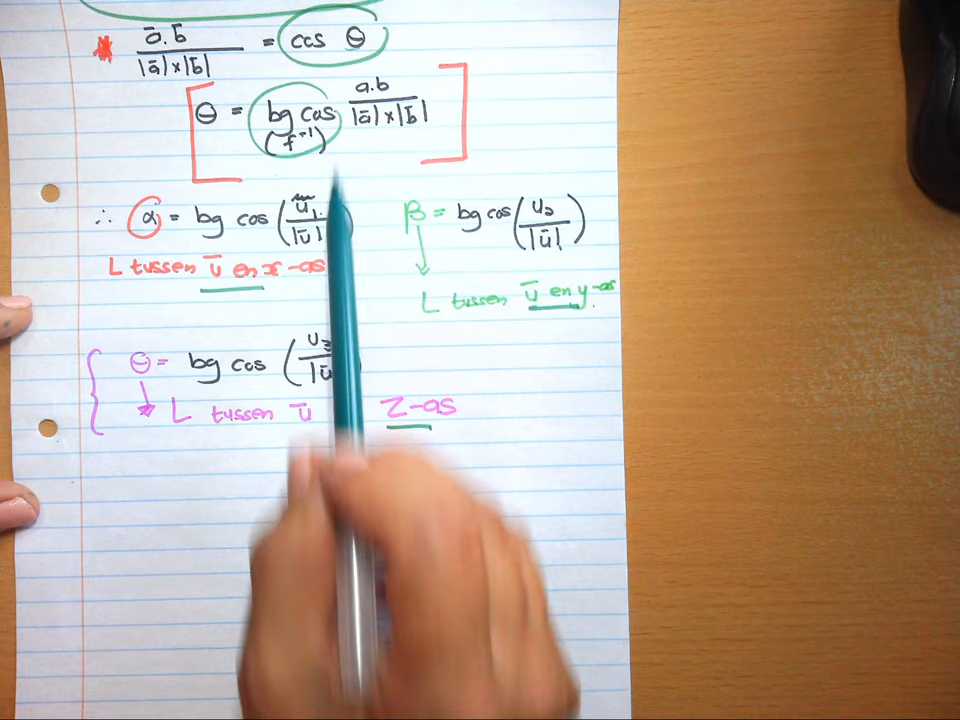 * ā.b̄ / |ā|×|b̄| = cos θ
θ = bg cos a.b / |ā|×|b̄|
(f⁻¹)
∴ α = bg cos (u₁ / |ū|) β = bg cos (u₂ / |ū|)
L tussen ū en x-as
L tussen ū en y-as
θ = bg cos (u₃ / |ū
L tussen ū z-as